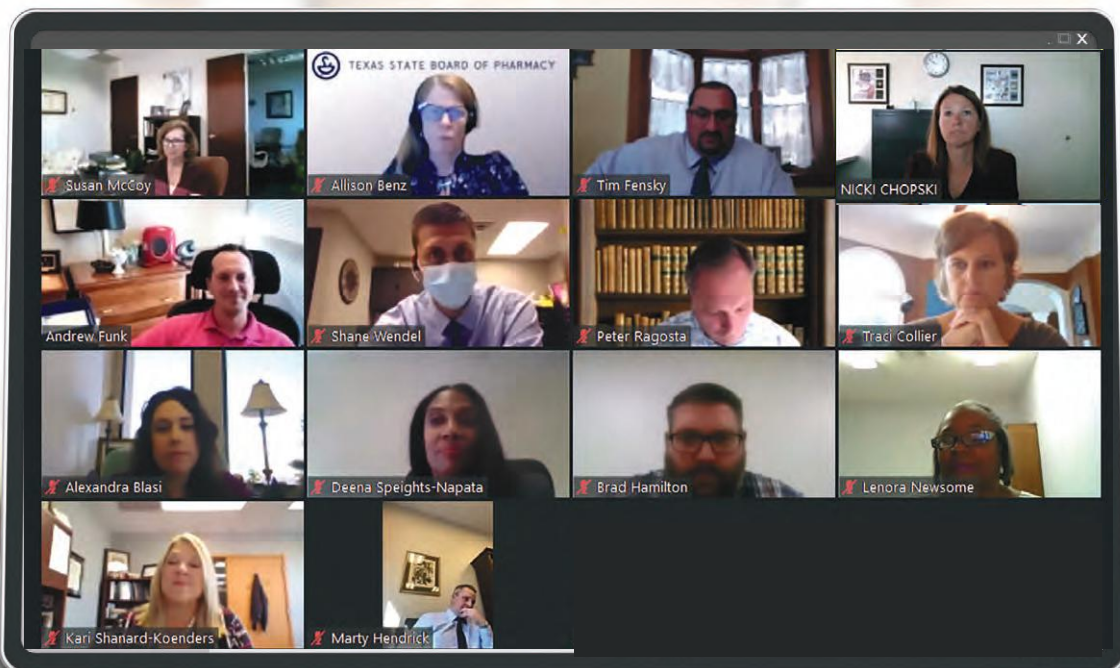 X
TEXAS STATE BOARD OF PHARMACY
Susan McCoy
Allison Benz
Tim Fensky
NICKI CHOPSKI
Andrew Funk
Shane Wendel
Peter Ragosta
Traci Collier
Alexandra Blasi
Deena Speights-Napata
Brad Hamilton
Lenora Newsome
Kari Shanard-Koenders
Marty Hendrick